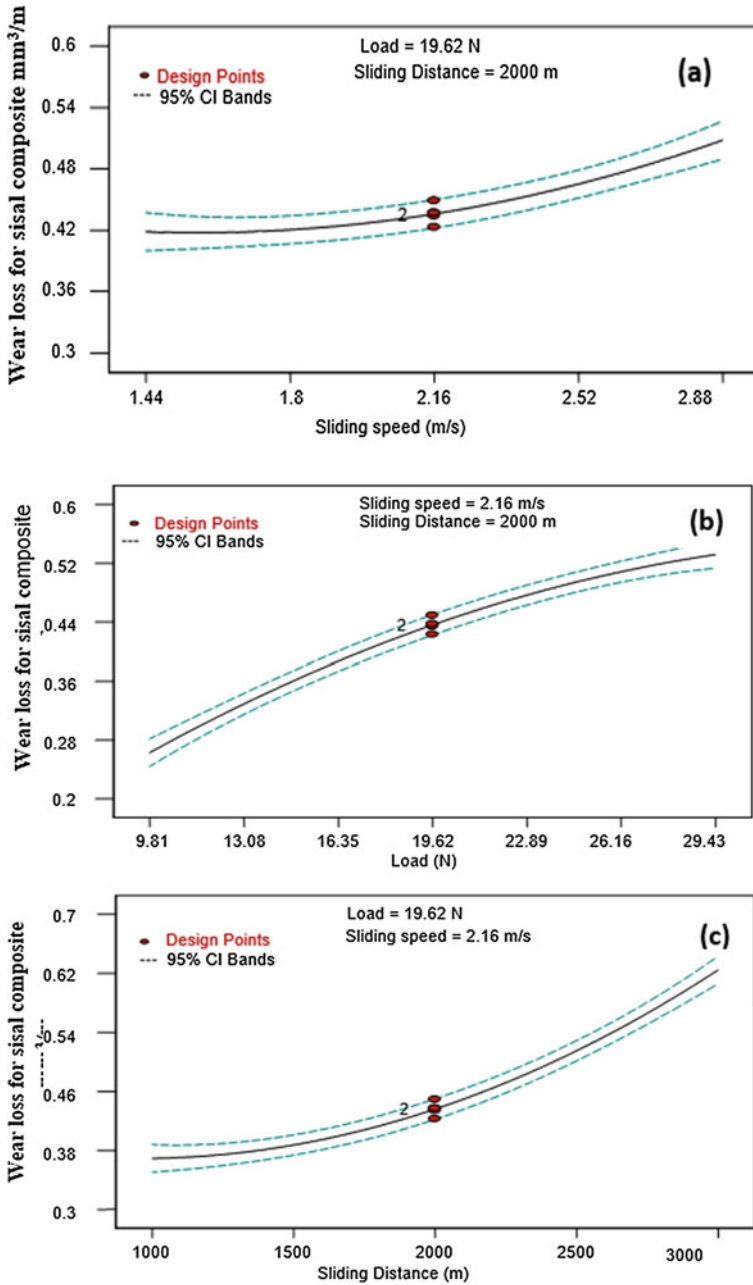 Wear loss for sisal composite mm³/m
0.6
0.54
0.48
0.42
0.36
0.3
Load = 19.62 N
Sliding Distance = 2000 m
(a)
Design Points
95% CI Bands
2
1.44 1.8 2.16 2.52 2.88
Sliding speed (m/s)
Wear loss for sisal composite
0.6
0.52
0.44
0.36
0.28
0.2
Sliding speed = 2.16 m/s
Sliding Distance = 2000 m
(b)
Design Points
95% CI Bands
2
9.81 13.08 16.35 19.62 22.89 26.16 29.43
Load (N)
Wear loss for sisal composite
0.7
0.62
0.54
0.46
0.38
0.3
Load = 19.62 N
Sliding speed = 2.16 m/s
(c)
Design Points
95% CI Bands
2
1000 1500 2000 2500 3000
Sliding Distance (m)